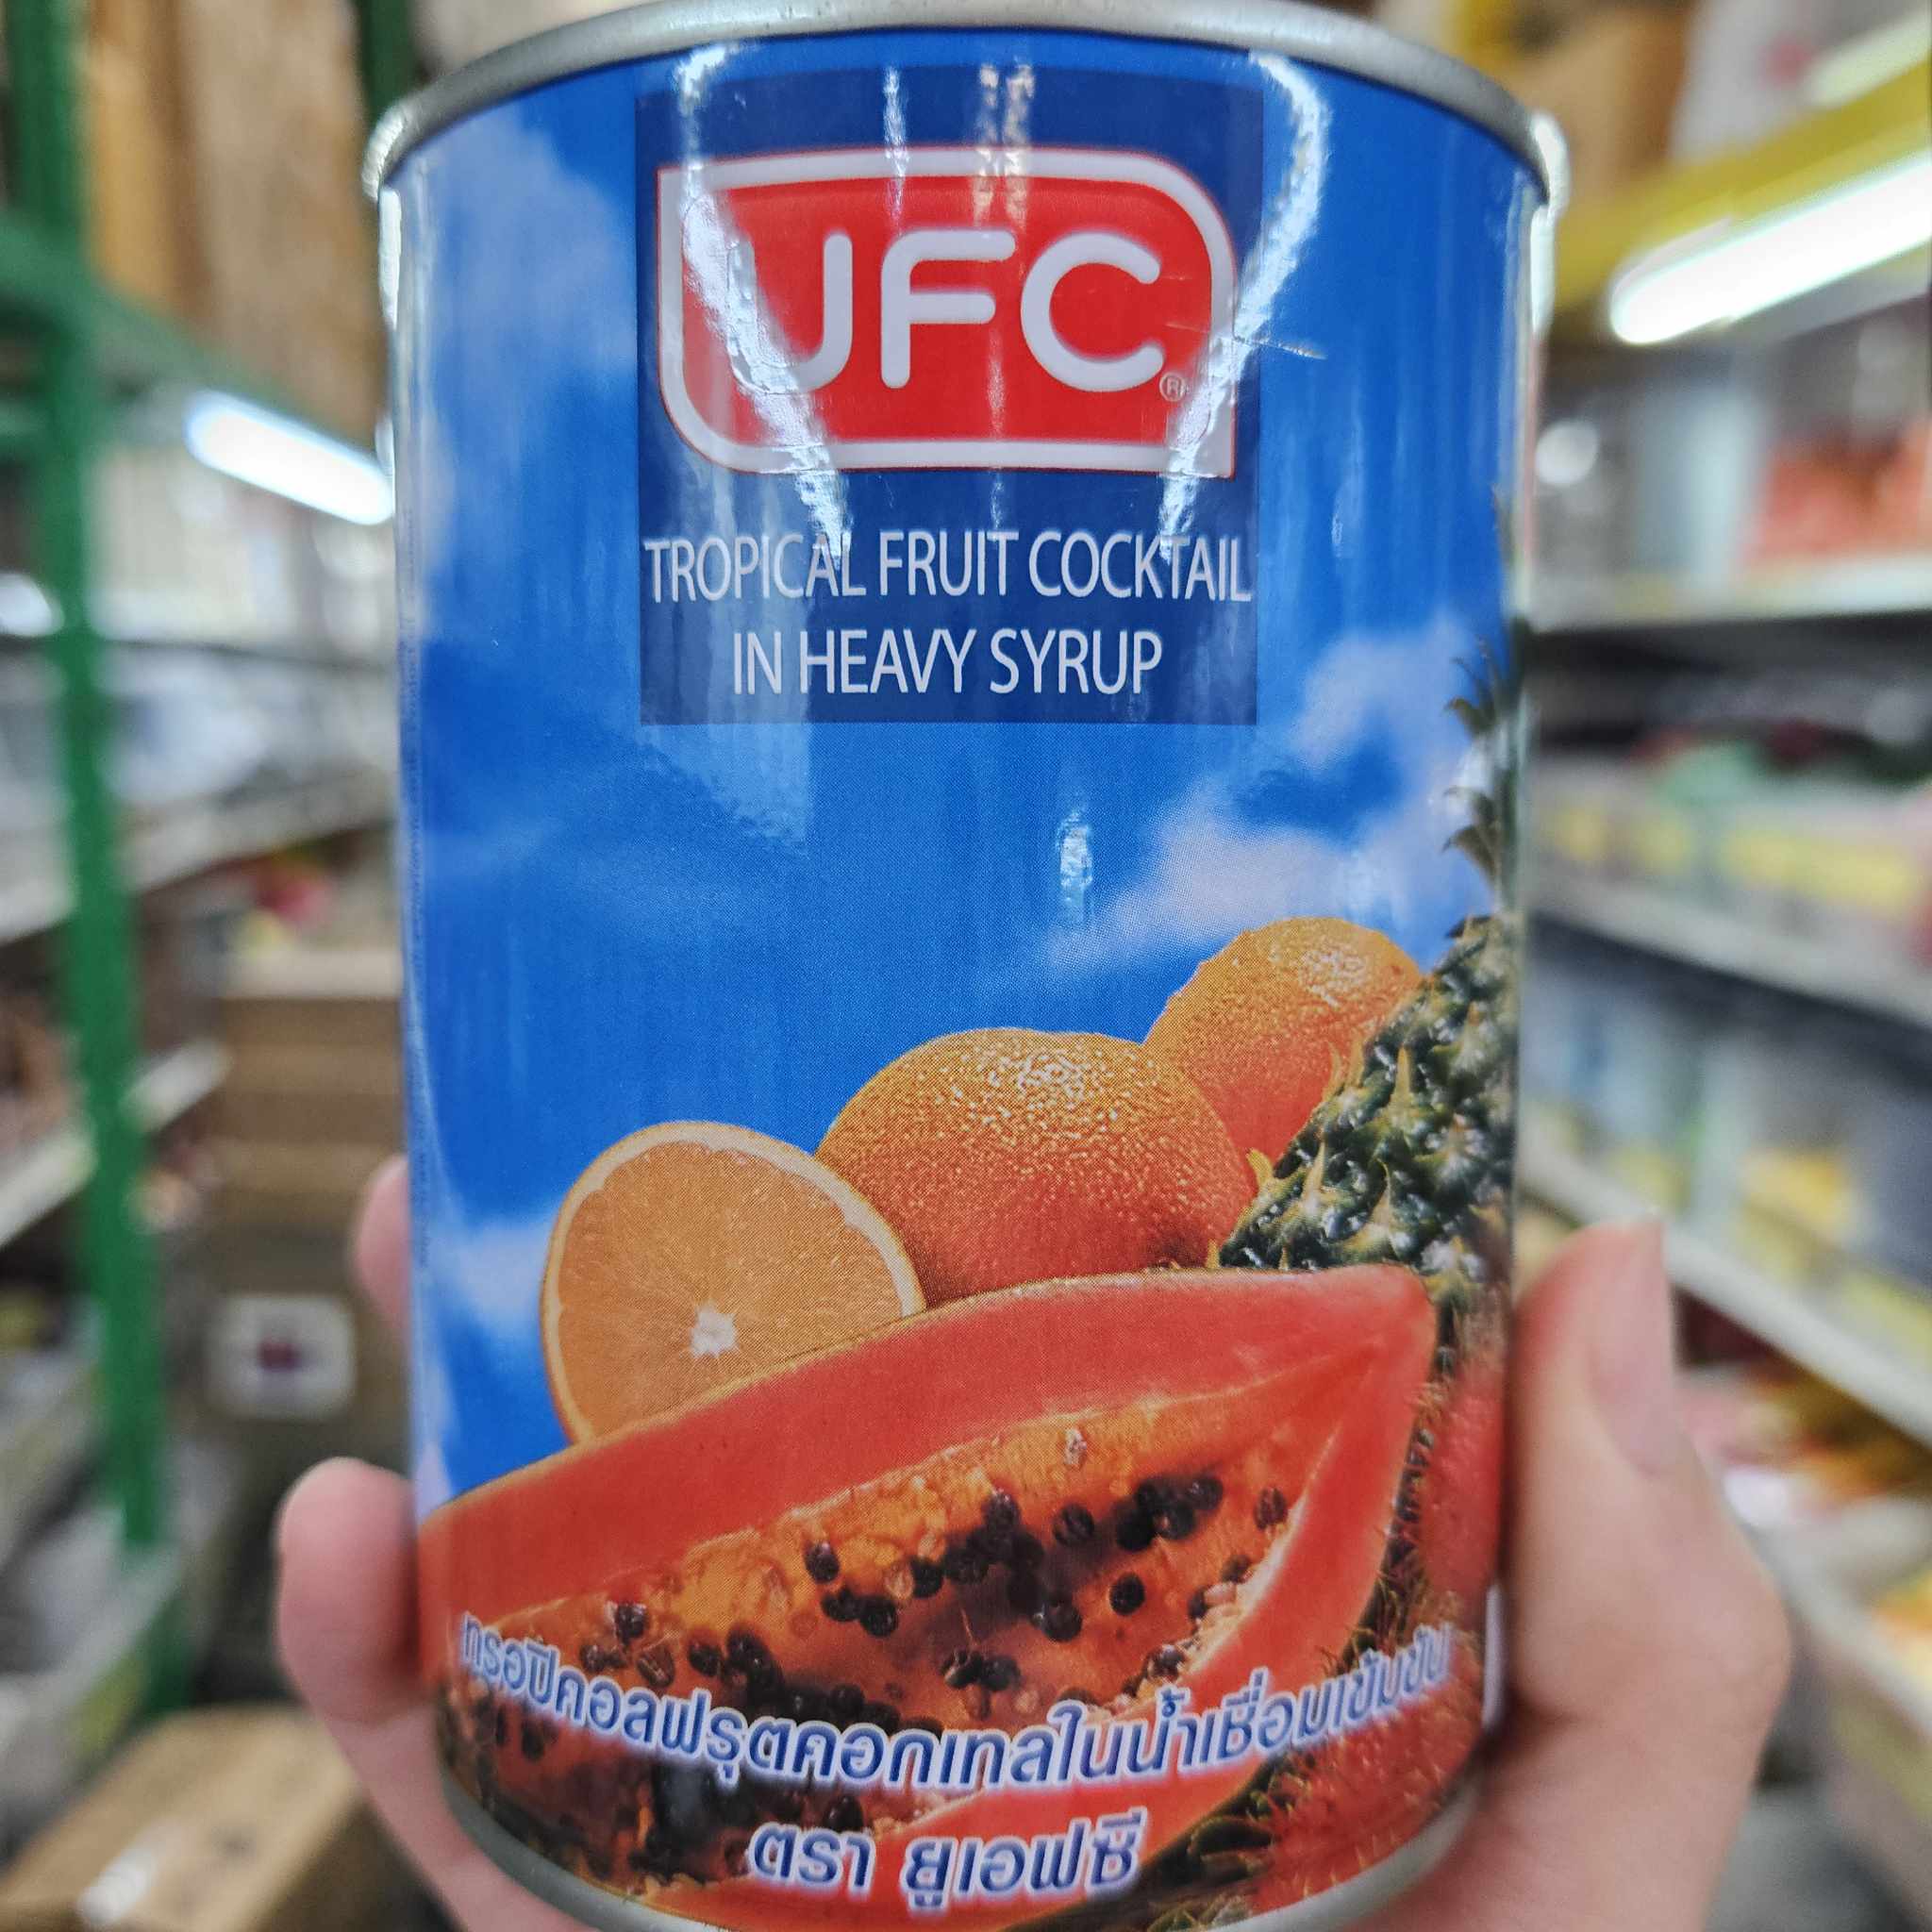 UFC®
TROPICAL FRUIT COCKTAIL
IN HEAVY SYRUP
ทรอปิคอลฟรุตคอกเทลในน้ำเชื่อมเข้มข้น
ตรา ยูเอฟซี